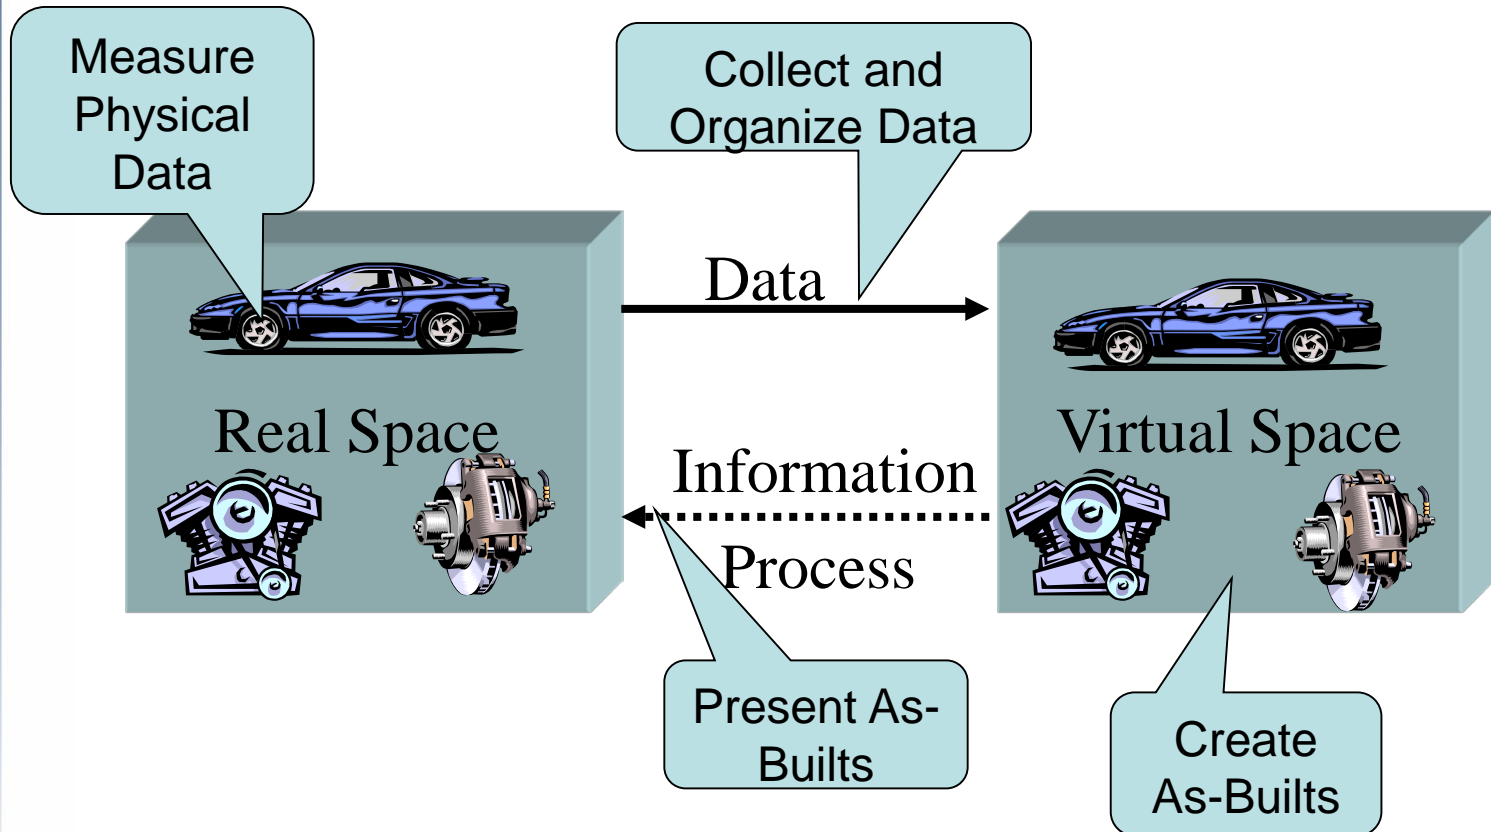 Measure
Physical
Data
Collect and
Organize Data
Data
Real Space
Virtual Space
Information
Process
Present As-
Builts
Create
As-Builts